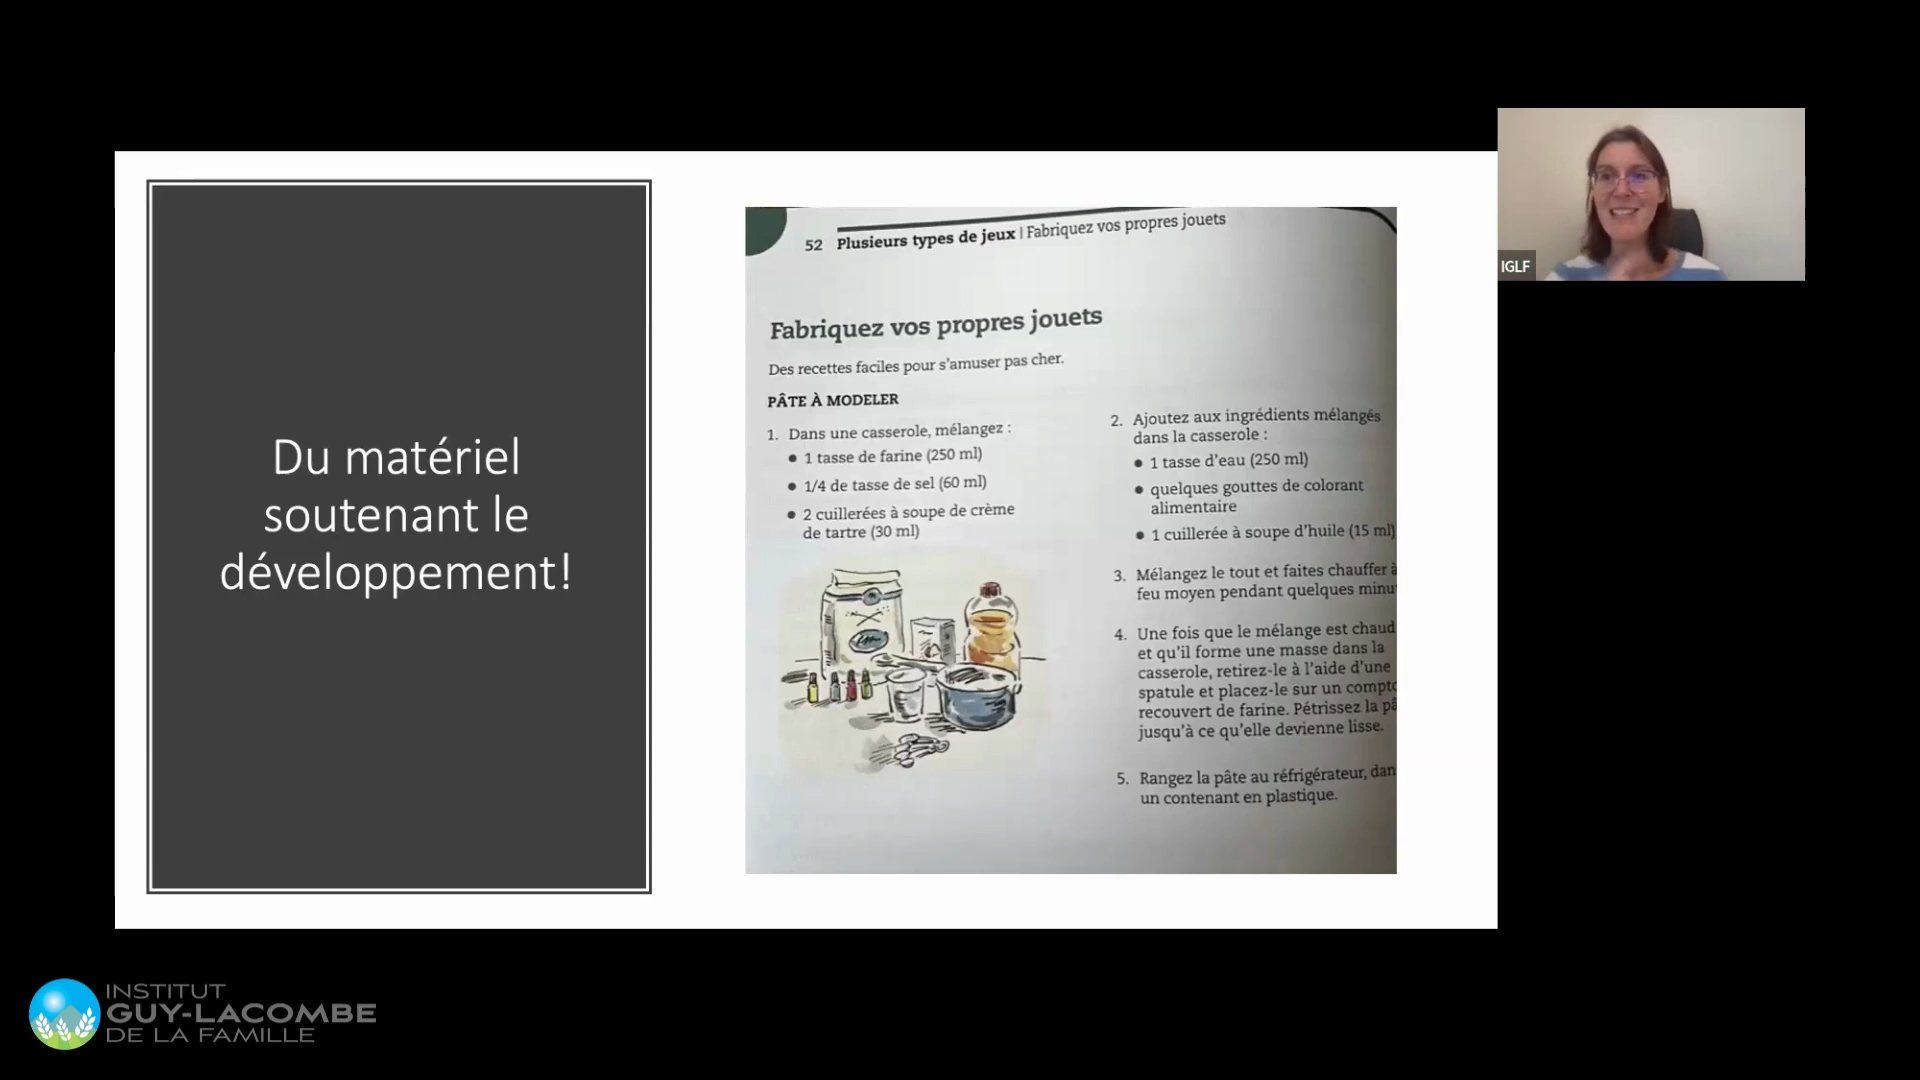 Du matériel
soutenant le
développement!
52 Plusieurs types de jeux | Fabriquez vos propres jouets
Fabriquez vos propres jouets
Des recettes faciles pour s'amuser pas cher.
PÂTE À MODELER
1. Dans une casserole, mélangez :
● 1 tasse de farine (250 ml)
● 1/4 de tasse de sel (60 ml)
● 2 cuillerées à soupe de crème
de tartre (30 ml)
2. Ajoutez aux ingrédients mélangés
dans la casserole :
● 1 tasse d'eau (250 ml)
● quelques gouttes de colorant
alimentaire
● 1 cuillerée à soupe d'huile (15 ml)
3. Mélangez le tout et faites chauffer à
feu moyen pendant quelques minu
4. Une fois que le mélange est chaud
et qu'il forme une masse dans la
casserole, retirez-le à l'aide d'une
spatule et placez-le sur un compto
recouvert de farine. Pétrissez la pâ
jusqu'à ce qu'elle devienne lisse.
5. Rangez la pâte au réfrigérateur, dan
un contenant en plastique.
IGLF
INSTITUT
GUY-LACOMBE
DE LA FAMILLE